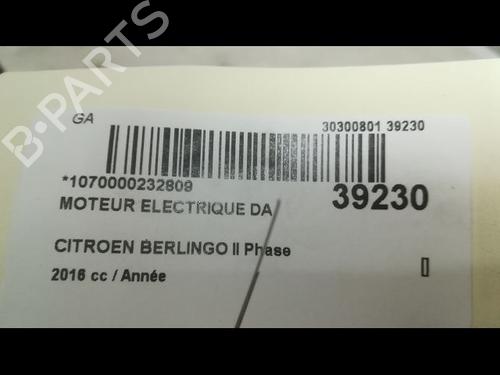 B-PARTS
GA
30300801 39230
*1070000232809
39230
MOTEUR ELECTRIQUE DA
CITROEN BERLINGO II Phase
2016 cc / Année